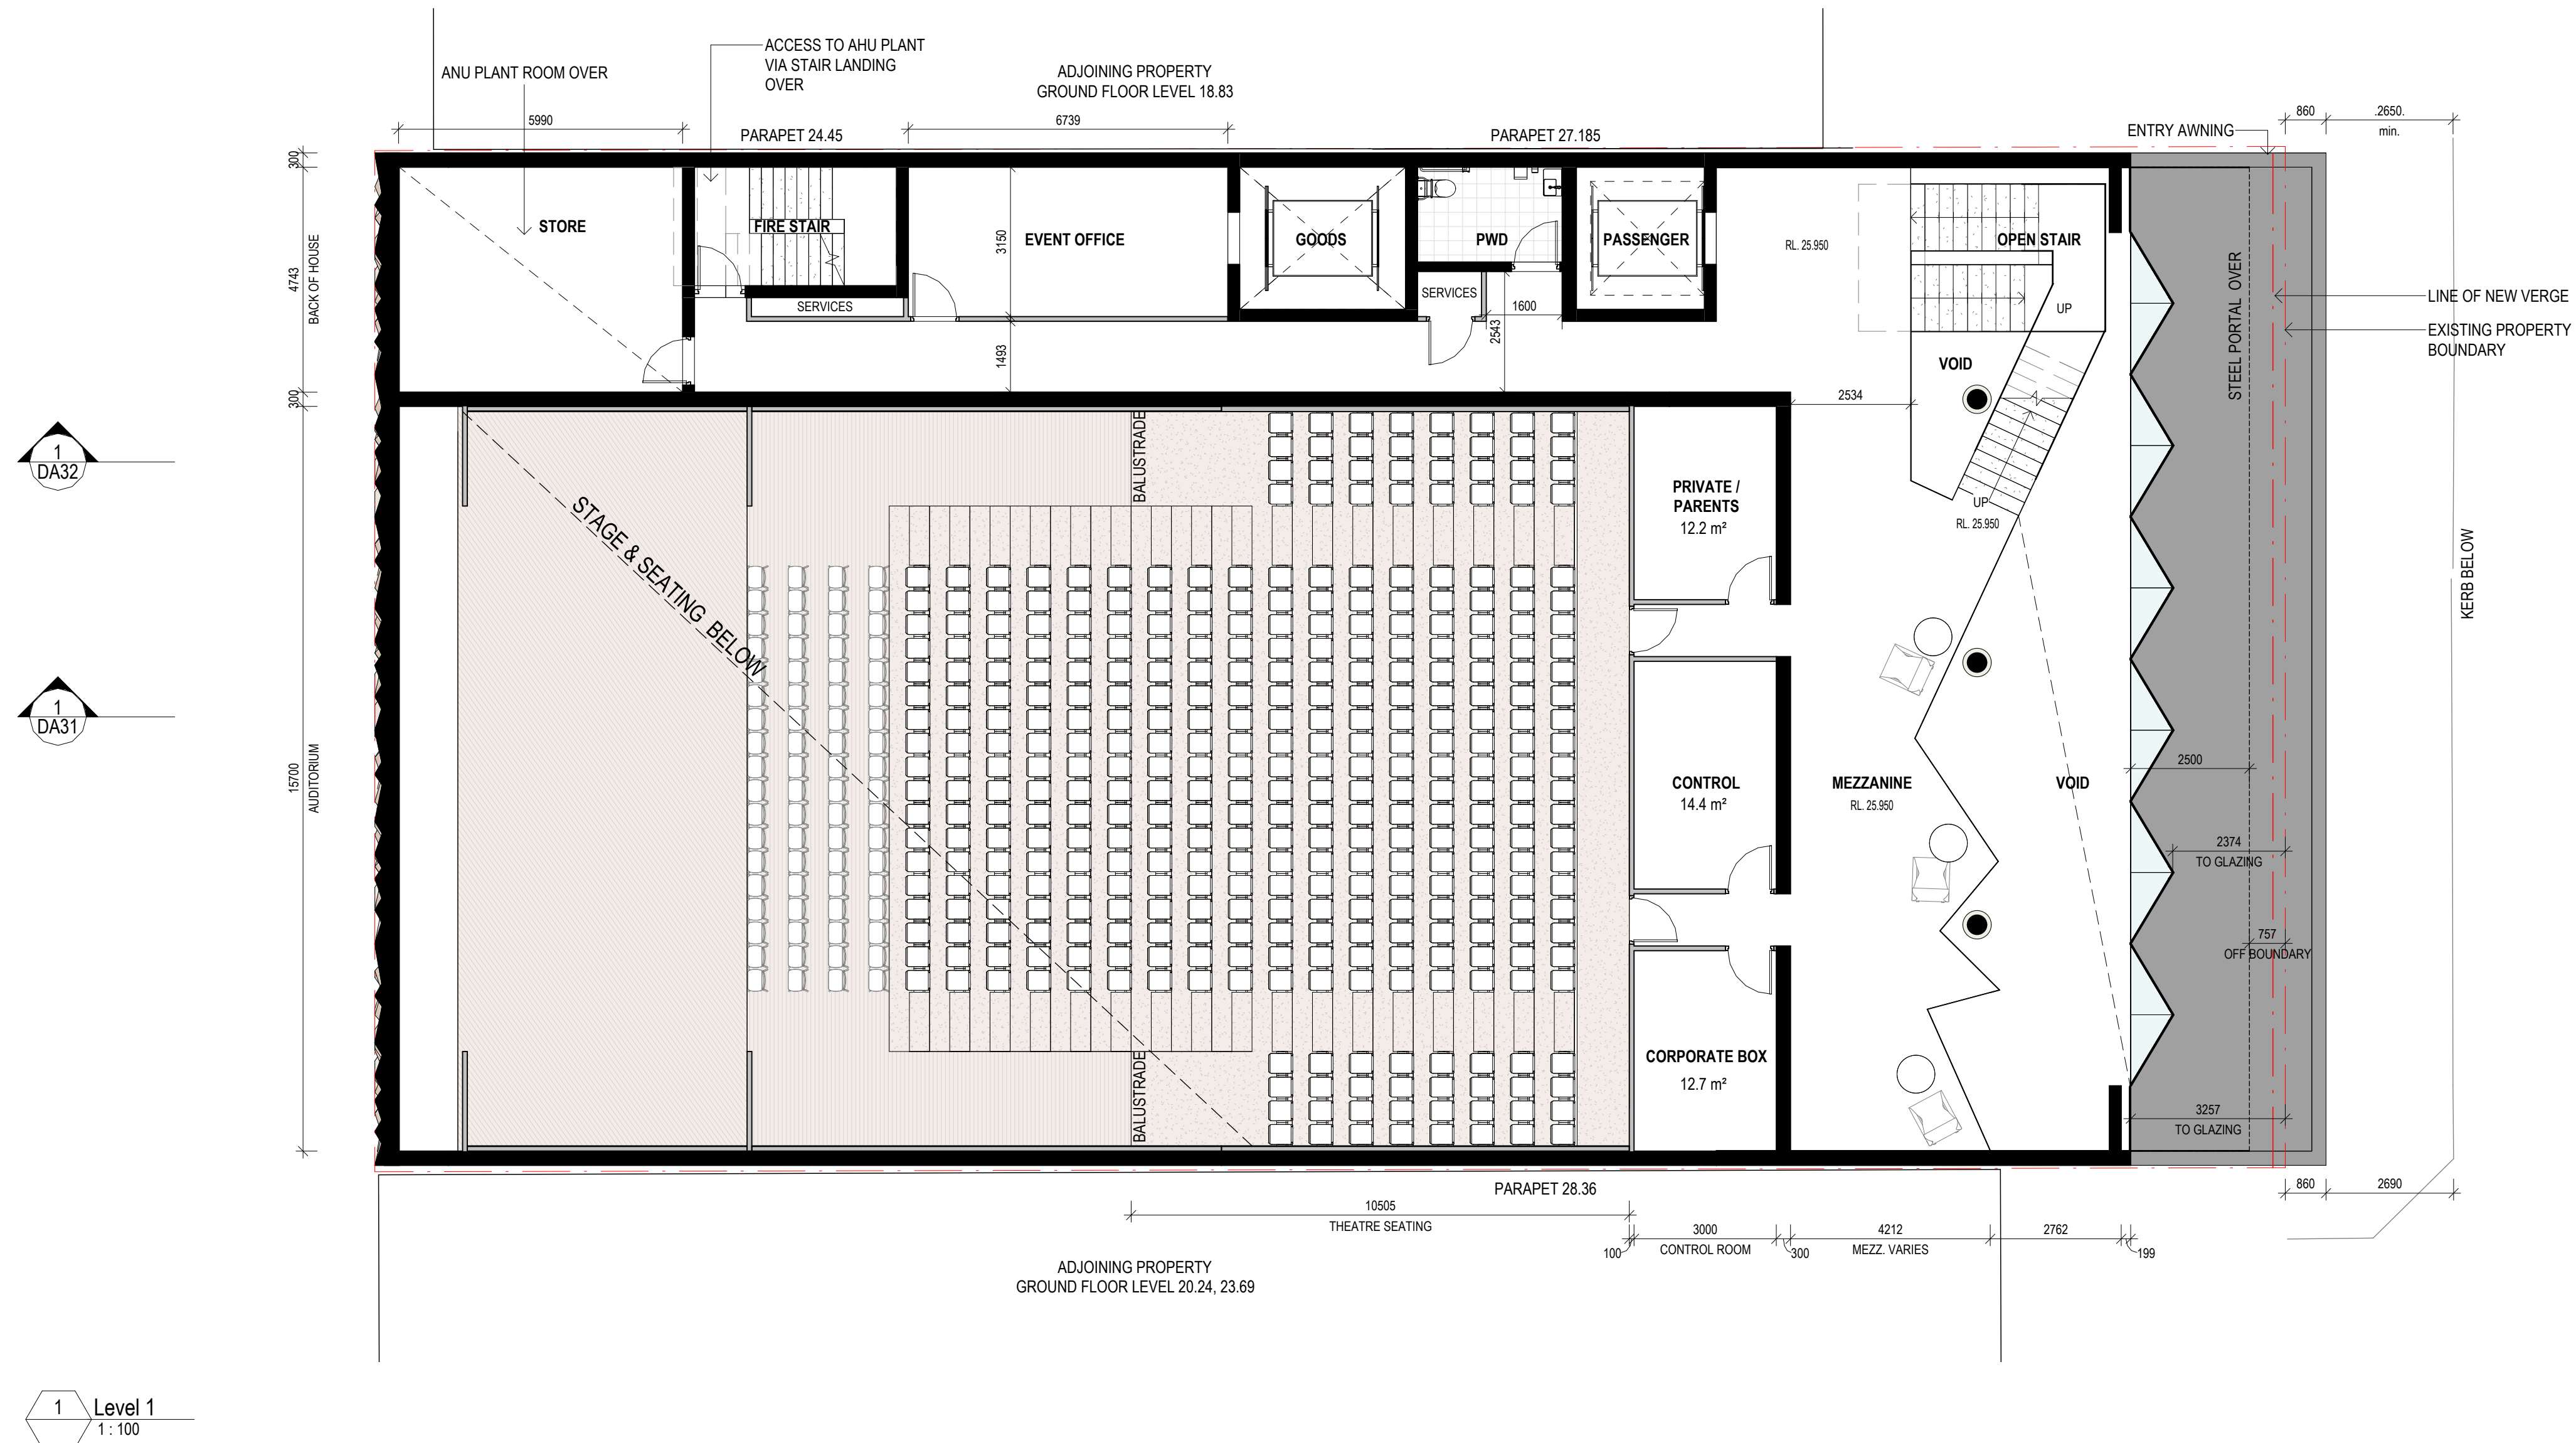 ACCESS TO AHU PLANT
VIA STAIR LANDING
OVER
ANU PLANT ROOM OVER
ADJOINING PROPERTY
GROUND FLOOR LEVEL 18.83
860
.2650.
min.
5990
6739
PARAPET 24.45
PARAPET 27.185
ENTRY AWNING
300
4743
BACK OF HOUSE
300
STORE
FIRE STAIR
SERVICES
EVENT OFFICE
3150
1493
GOODS
PWD
SERVICES
1600
2543
PASSENGER
RL. 25.950
OPEN STAIR
UP
VOID
2534
UP
RL. 25.950
STEEL PORTAL OVER
LINE OF NEW VERGE
EXISTING PROPERTY
BOUNDARY
KERB BELOW
1
DA32
1
DA31
15700
AUDITORIUM
STAGE & SEATING BELOW
BALUSTRADE
BALUSTRADE
PRIVATE /
PARENTS
12.2 m²
CONTROL
14.4 m²
CORPORATE BOX
12.7 m²
MEZZANINE
RL. 25.950
VOID
2500
2374
TO GLAZING
757
OFF BOUNDARY
3257
TO GLAZING
PARAPET 28.36
860
2690
10505
THEATRE SEATING
100
3000
CONTROL ROOM
300
4212
MEZZ. VARIES
2762
199
ADJOINING PROPERTY
GROUND FLOOR LEVEL 20.24, 23.69
1
Level 1
1 : 100